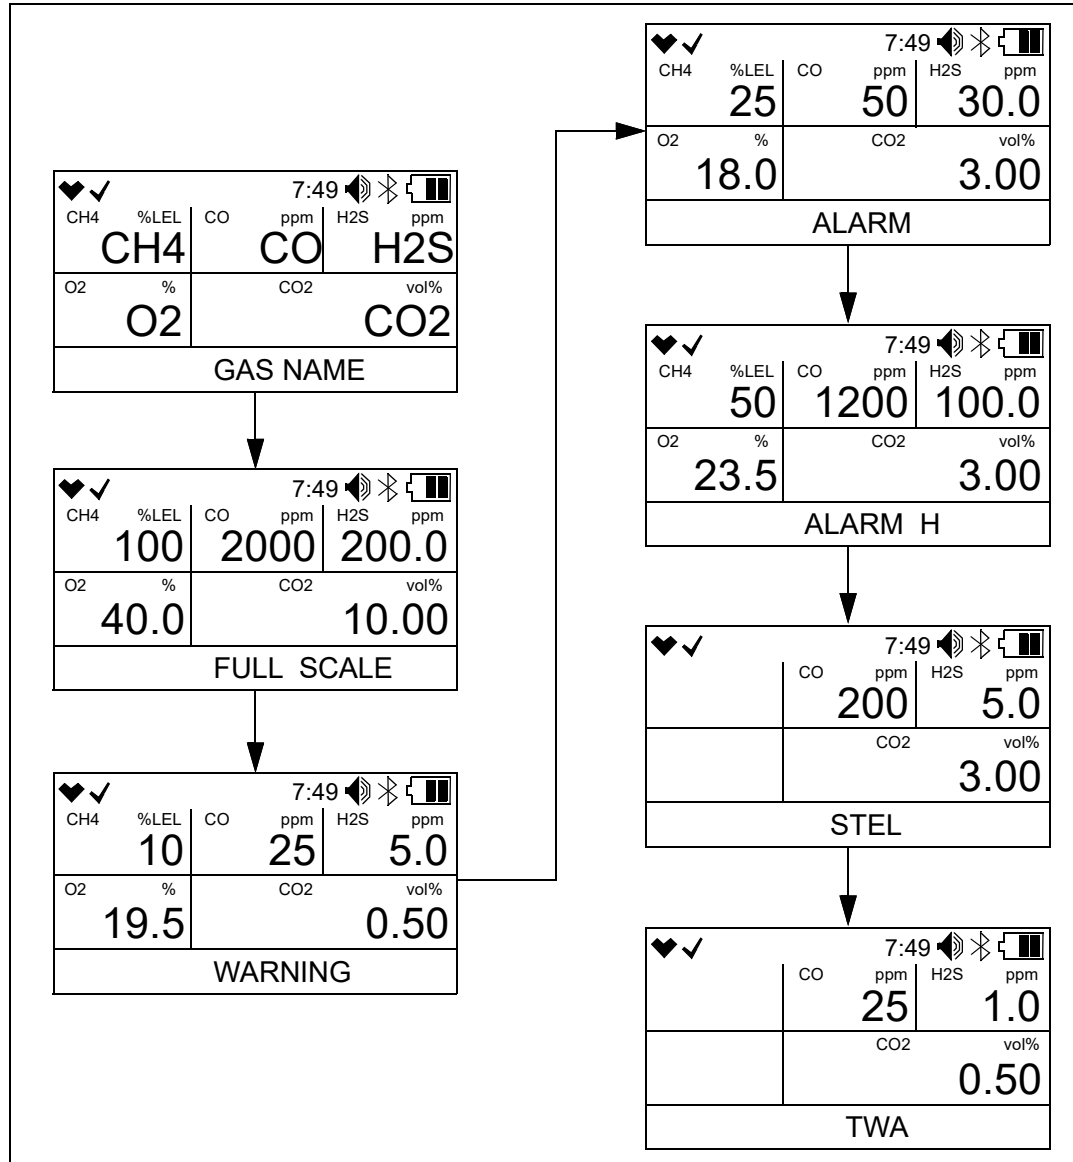 7:49
CH4 %LEL CO ppm H2S ppm
CH4 CO H2S
O2 % CO2 vol%
O2 CO2
GAS NAME
7:49
CH4 %LEL CO ppm H2S ppm
100 2000 200.0
O2 % CO2 vol%
40.0 10.00
FULL SCALE
7:49
CH4 %LEL CO ppm H2S ppm
10 25 5.0
O2 % CO2 vol%
19.5 0.50
WARNING
7:49
CH4 %LEL CO ppm H2S ppm
25 50 30.0
O2 % CO2 vol%
18.0 3.00
ALARM
7:49
CH4 %LEL CO ppm H2S ppm
50 1200 100.0
O2 % CO2 vol%
23.5 3.00
ALARM H
7:49
CO ppm H2S ppm
200 5.0
CO2 vol%
3.00
STEL
7:49
CO ppm H2S ppm
25 1.0
CO2 vol%
0.50
TWA